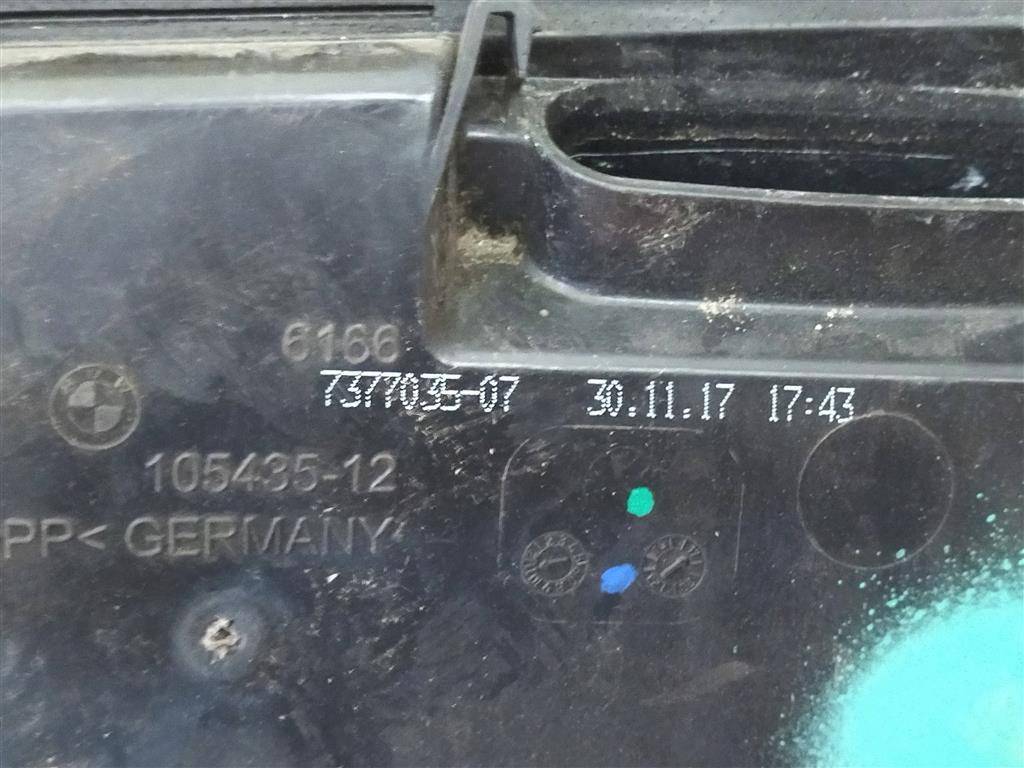 6166
7377035-07 30.11.17 17:43
105435-12
PP< GERMANY